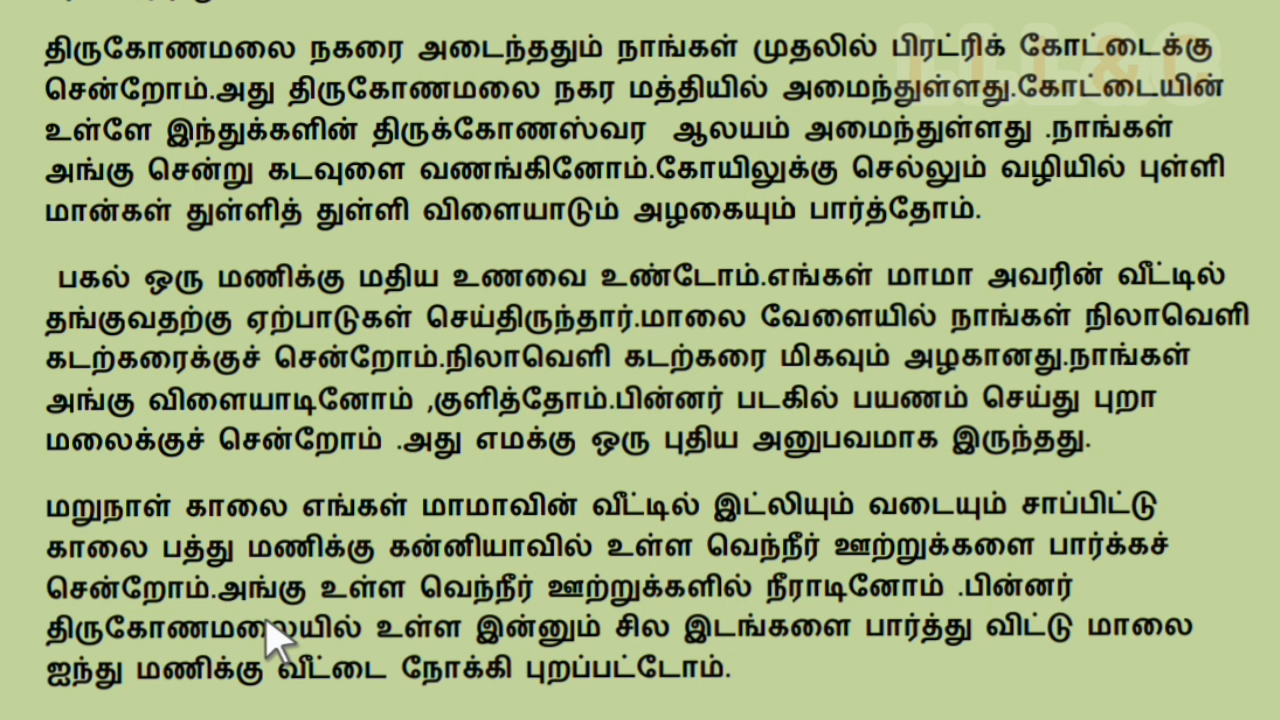 திருகோணமலை நகரை அடைந்ததும் நாங்கள் முதலில் பிரட்ரிக் கோட்டைக்கு
சென்றோம்.அது திருகோணமலை நகர மத்தியில் அமைந்துள்ளது.கோட்டையின்
உள்ளே இந்துக்களின் திருக்கோணஸ்வர ஆலயம் அமைந்துள்ளது .நாங்கள்
அங்கு சென்று கடவுளை வணங்கினோம்.கோயிலுக்கு செல்லும் வழியில் புள்ளி
மான்கள் துள்ளித் துள்ளி விளையாடும் அழகையும் பார்த்தோம்.
பகல் ஒரு மணிக்கு மதிய உணவை உண்டோம்.எங்கள் மாமா அவரின் வீட்டில்
தங்குவதற்கு ஏற்பாடுகள் செய்திருந்தார்.மாலை வேளையில் நாங்கள் நிலாவெளி
கடற்கரைக்குச் சென்றோம்.நிலாவெளி கடற்கரை மிகவும் அழகானது.நாங்கள்
அங்கு விளையாடினோம் ,குளித்தோம்.பின்னர் படகில் பயணம் செய்து புறா
மலைக்குச் சென்றோம் .அது எமக்கு ஒரு புதிய அனுபவமாக இருந்தது.
மறுநாள் காலை எங்கள் மாமாவின் வீட்டில் இட்லியும் வடையும் சாப்பிட்டு
காலை பத்து மணிக்கு கன்னியாவில் உள்ள வெந்நீர் ஊற்றுக்களை பார்க்கச்
சென்றோம்.அங்கு உள்ள வெந்நீர் ஊற்றுக்களில் நீராடினோம் .பின்னர்
திருகோணமலையில் உள்ள இன்னும் சில இடங்களை பார்த்து விட்டு மாலை
ஐந்து மணிக்கு வீட்டை நோக்கி புறப்பட்டோம்.